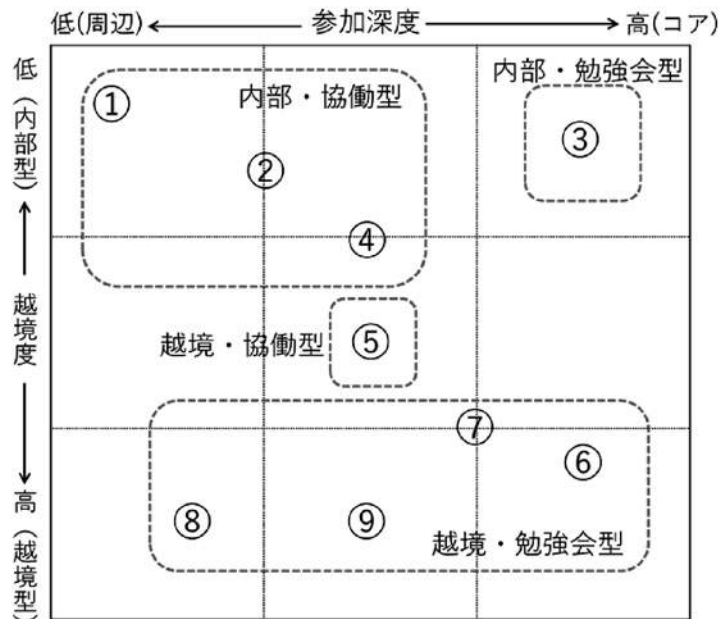 低(周辺)←参加深度→高(コア)
低(内部型)←越境度→高(越境型)
内部・協働型
内部・勉強会型
①
②
③
④
越境・協働型
⑤
⑦
⑥
⑧
⑨
越境・勉強会型